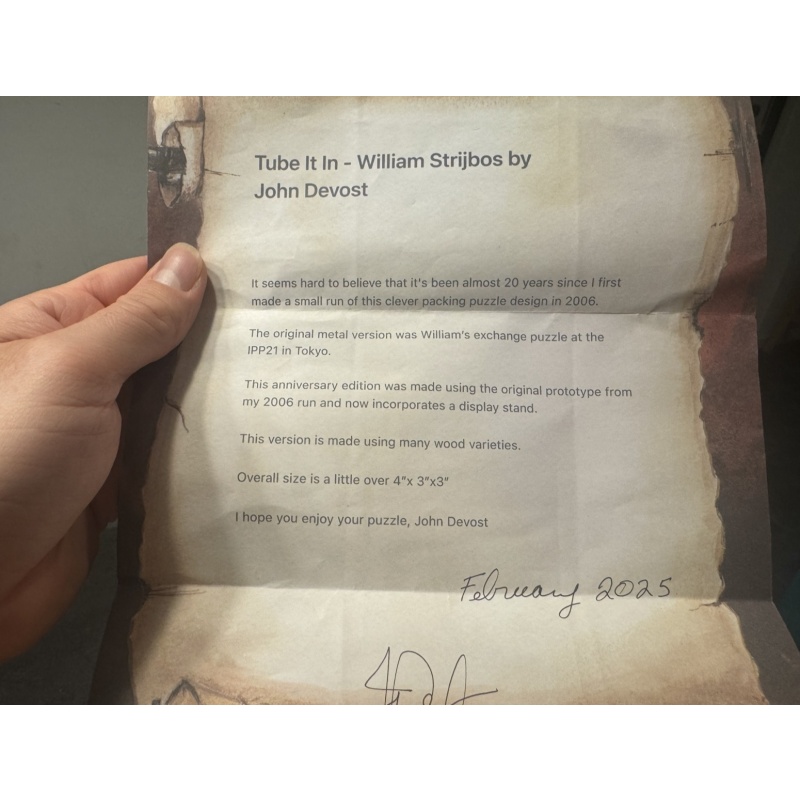 Tube It In - William Strijbos by
John Devost
It seems hard to believe that it's been almost 20 years since I first
made a small run of this clever packing puzzle design in 2006.
The original metal version was William's exchange puzzle at the
IPP21 in Tokyo.
This anniversary edition was made using the original prototype from
my 2006 run and now incorporates a display stand.
This version is made using many wood varieties.
Overall size is a little over 4"x 3"x3"
I hope you enjoy your puzzle, John Devost
February 2025